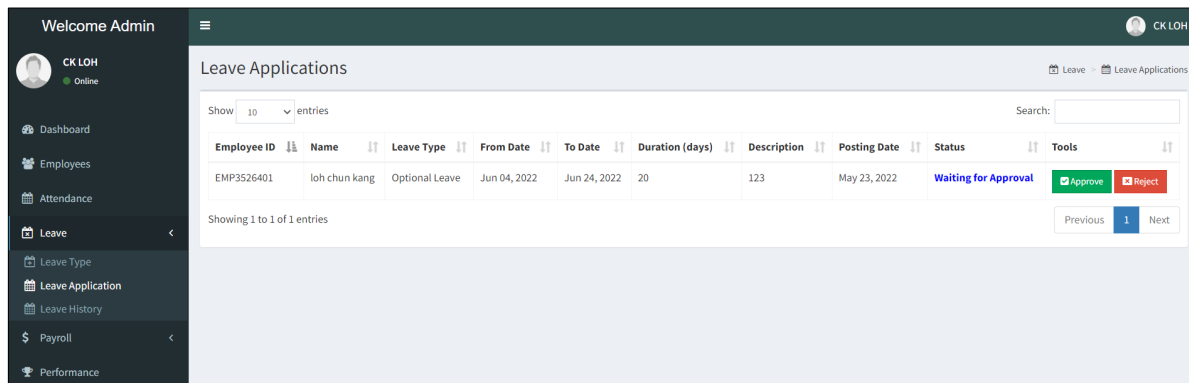 Welcome Admin
CK LOH
CK LOH
Online
Leave Applications
Leave > Leave Applications
Show 10 entries
Search:
Dashboard
Employees
Attendance
Leave
Leave Type
Leave Application
Leave History
Payroll
Performance
Employee ID Name Leave Type From Date To Date Duration (days) Description Posting Date Status Tools
EMP3526401 loh chun kang Optional Leave Jun 04, 2022 Jun 24, 2022 20 123 May 23, 2022 Waiting for Approval Approve Reject
Showing 1 to 1 of 1 entries
Previous 1 Next